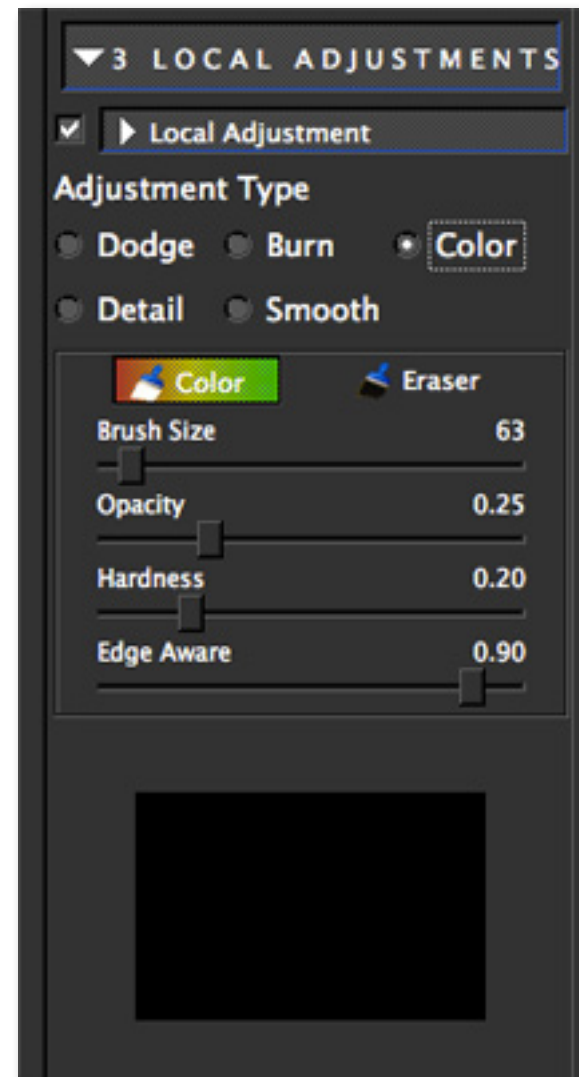 3 LOCAL ADJUSTMENTS
Local Adjustment
Adjustment Type
Dodge Burn Color
Detail Smooth
Color Eraser
Brush Size 63
Opacity 0.25
Hardness 0.20
Edge Aware 0.90